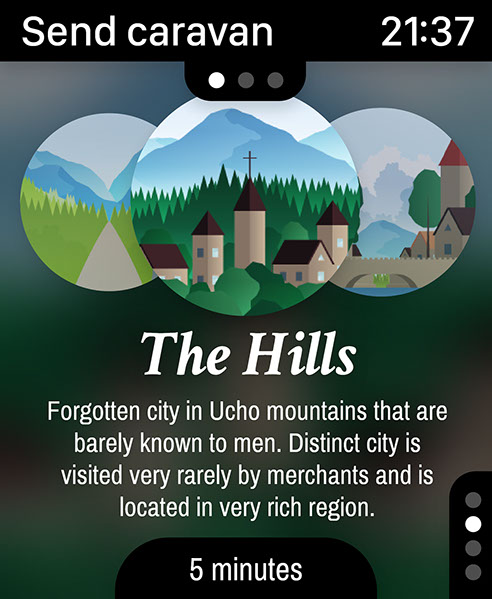 Send caravan 21:37
The Hills
Forgotten city in Ucho mountains that are
barely known to men. Distinct city is
visited very rarely by merchants and is
located in very rich region.
5 minutes